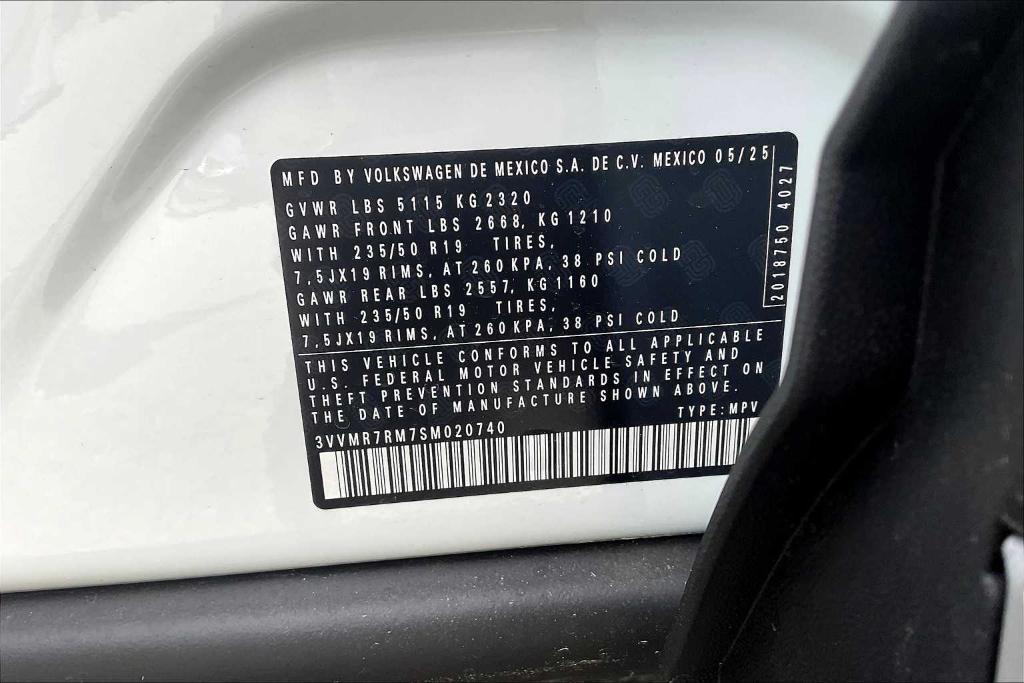 MFD BY VOLKSWAGEN DE MEXICO S.A. DE C.V. MEXICO 05/25
GVWR LBS 5115 KG 2320
GAWR FRONT LBS 2668, KG 1210
WITH 235/50 R19 TIRES,
7,5JX19 RIMS, AT 260 KPA, 38 PSI COLD
GAWR REAR LBS 2557, KG 1160
WITH 235/50 R19 TIRES,
7,5JX19 RIMS, AT 260 KPA, 38 PSI COLD
2018750 4027
THIS VEHICLE CONFORMS TO ALL APPLICABLE
U.S. FEDERAL MOTOR VEHICLE SAFETY AND
THEFT PREVENTION STANDARDS IN EFFECT ON
THE DATE OF MANUFACTURE SHOWN ABOVE.
TYPE: MPV
3VVMR7RM7SM020740